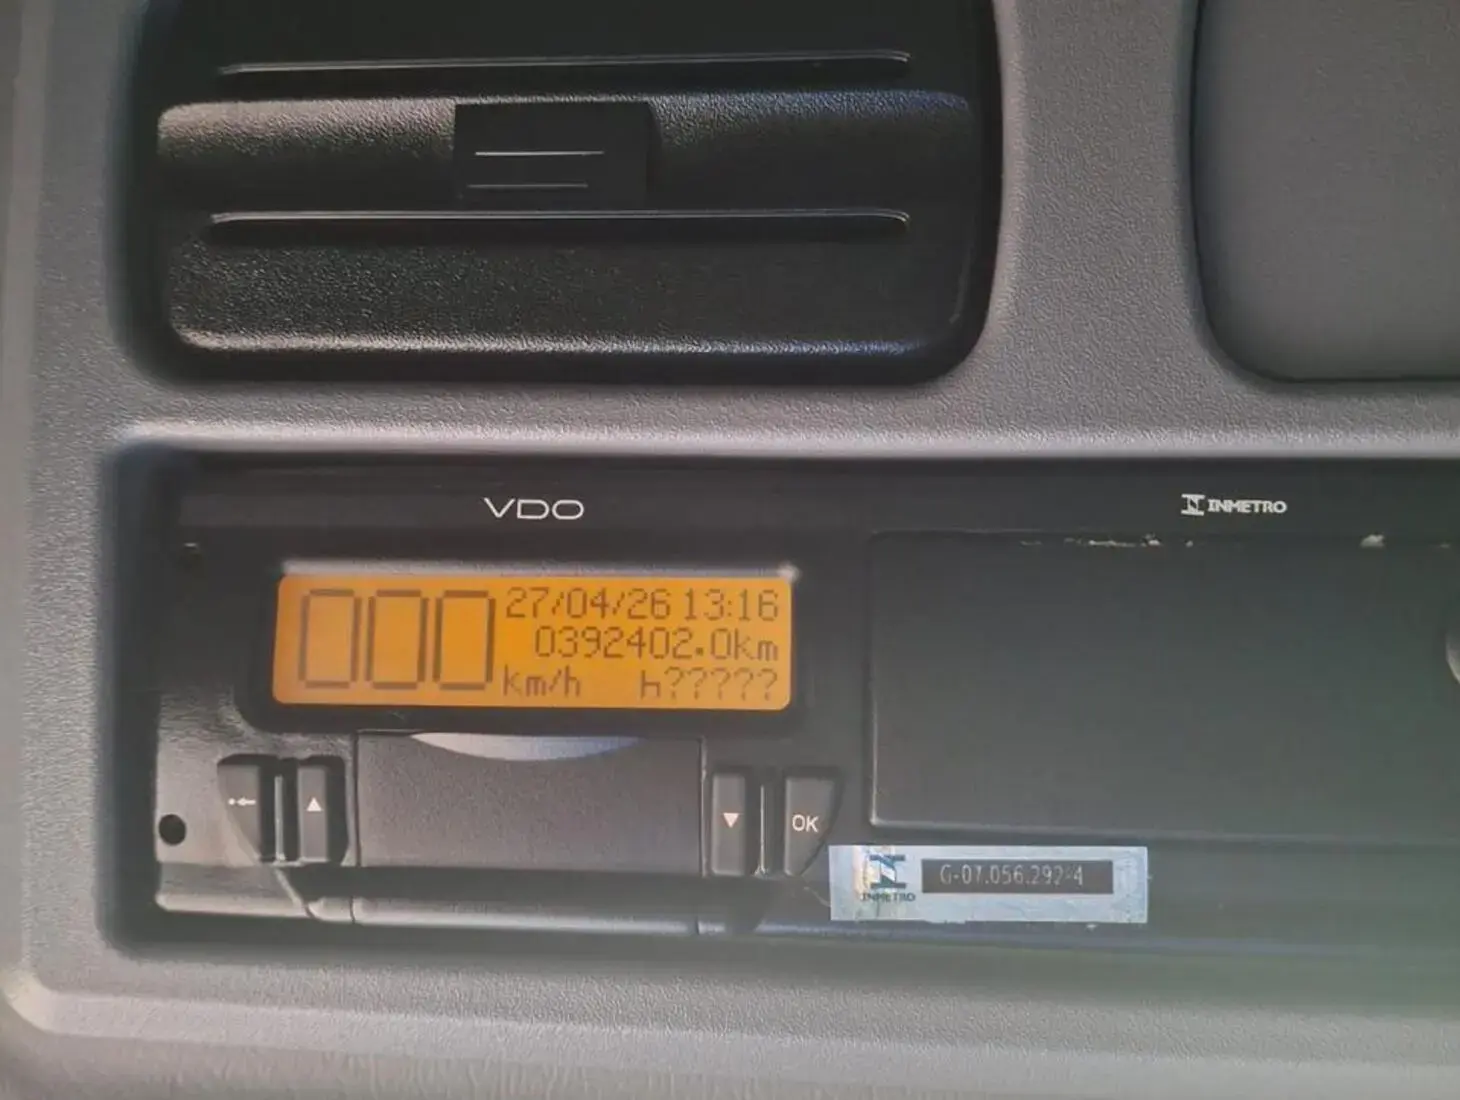 VDO
INMETRO
000 27/04/26 13:16
0392402.0km
km/h h?????
OK
INMETRO
G-07.056.292-4